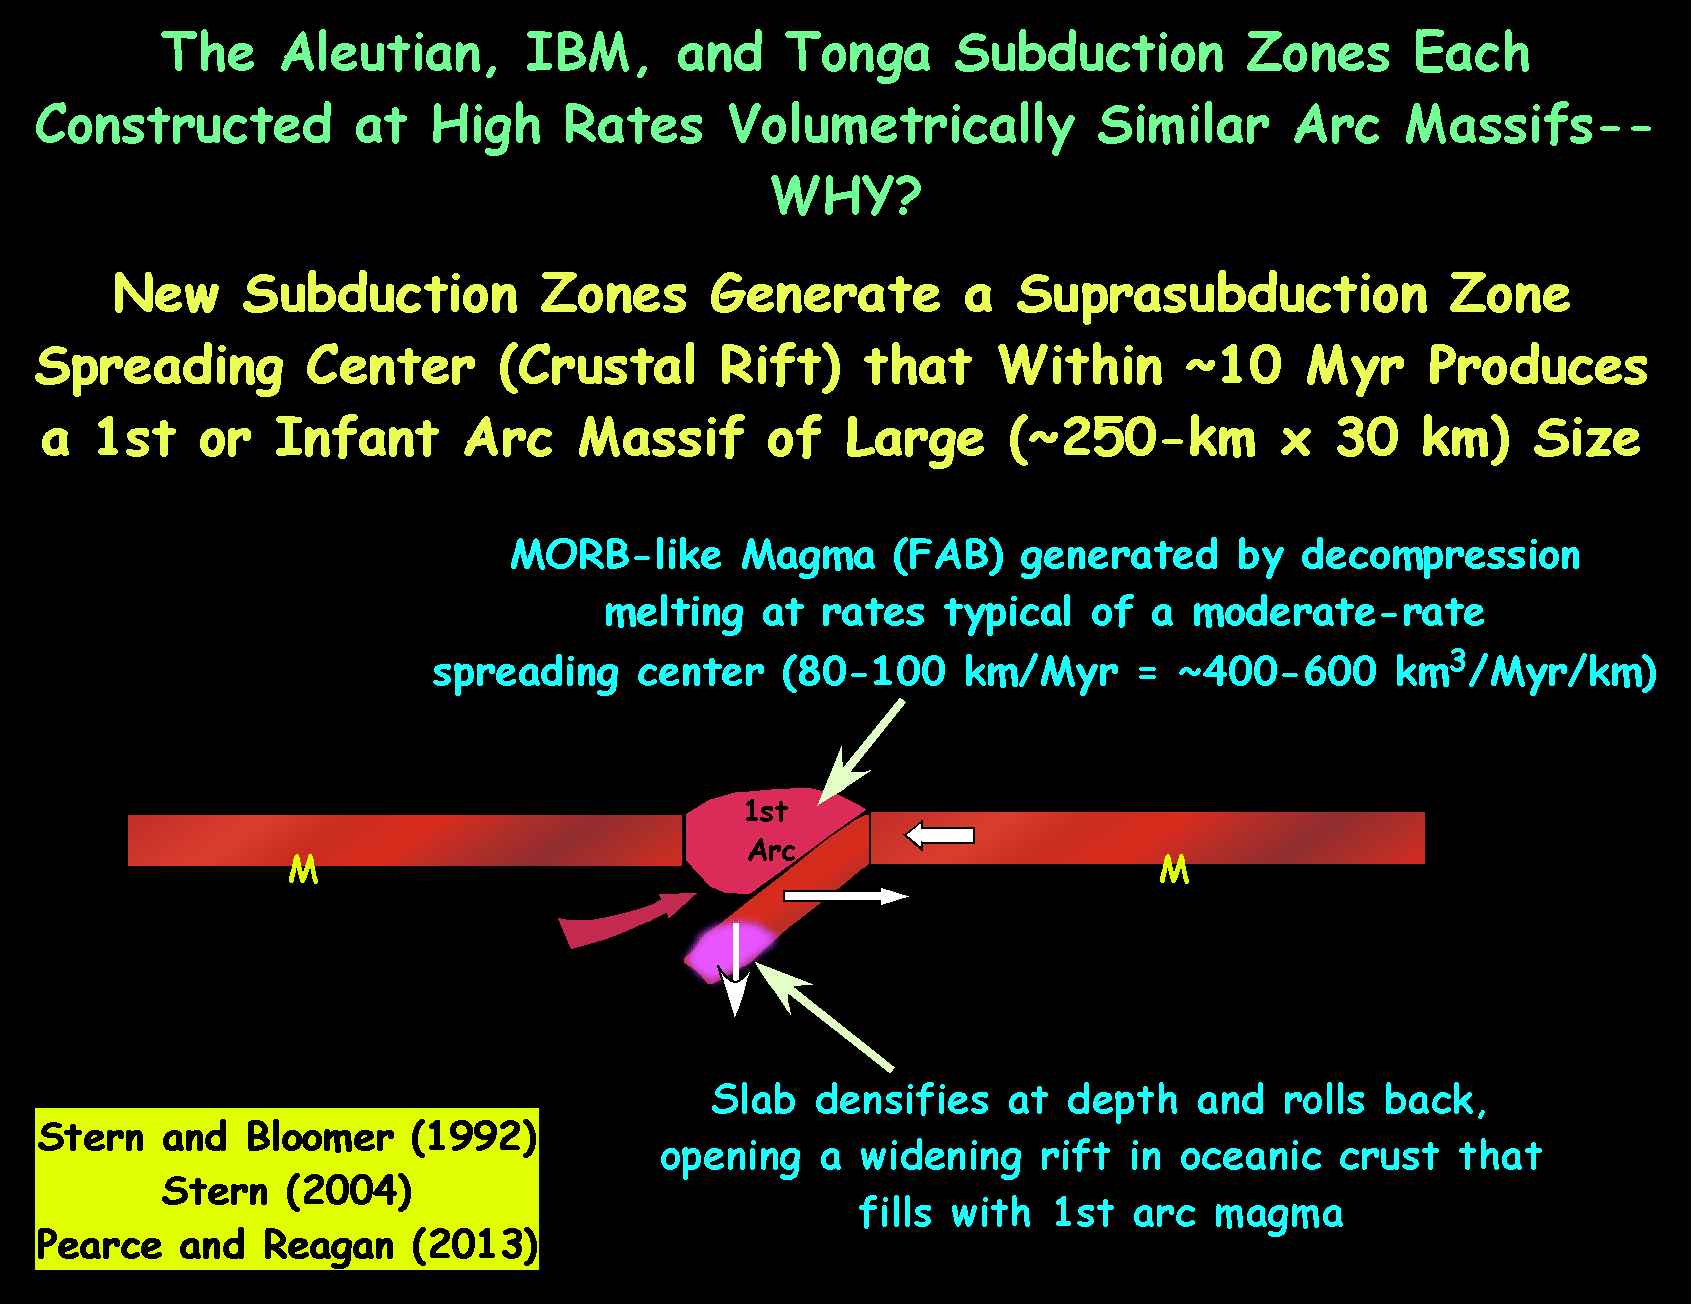 The Aleutian, IBM, and Tonga Subduction Zones Each
Constructed at High Rates Volumetrically Similar Arc Massifs--
WHY?
New Subduction Zones Generate a Suprasubduction Zone
Spreading Center (Crustal Rift) that Within ~10 Myr Produces
a 1st or Infant Arc Massif of Large (~250-km x 30 km) Size
MORB-like Magma (FAB) generated by decompression
melting at rates typical of a moderate-rate
spreading center (80-100 km/Myr = ~400-600 km³/Myr/km)
1st
Arc
M
M
Slab densifies at depth and rolls back,
opening a widening rift in oceanic crust that
fills with 1st arc magma
Stern and Bloomer (1992)
Stern (2004)
Pearce and Reagan (2013)